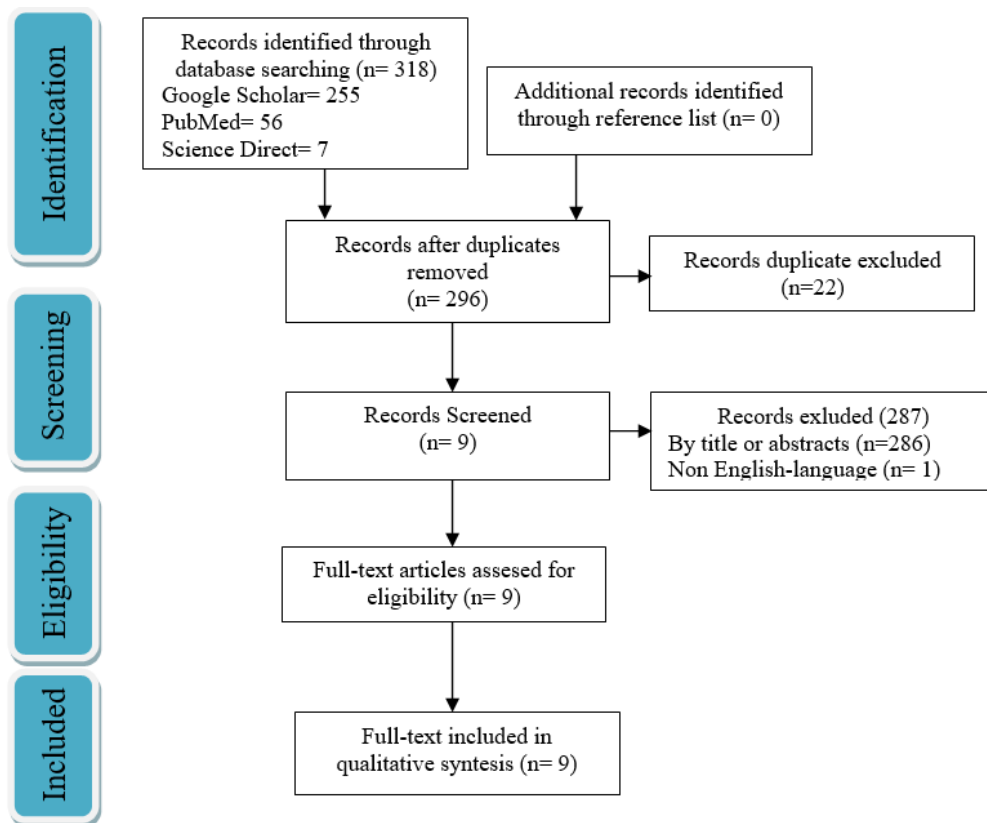 Identification
Records identified through
database searching (n= 318)
Google Scholar= 255
PubMed= 56
Science Direct= 7
Additional records identified
through reference list (n= 0)
Records after duplicates
removed
(n= 296)
Records duplicate excluded
(n=22)
Screening
Records Screened
(n= 9)
Records exluded (287)
By title or abstracts (n=286)
Non English-language (n= 1)
Eligibility
Full-text articles assesed for
eligibility (n= 9)
Included
Full-text included in
qualitative syntesis (n= 9)